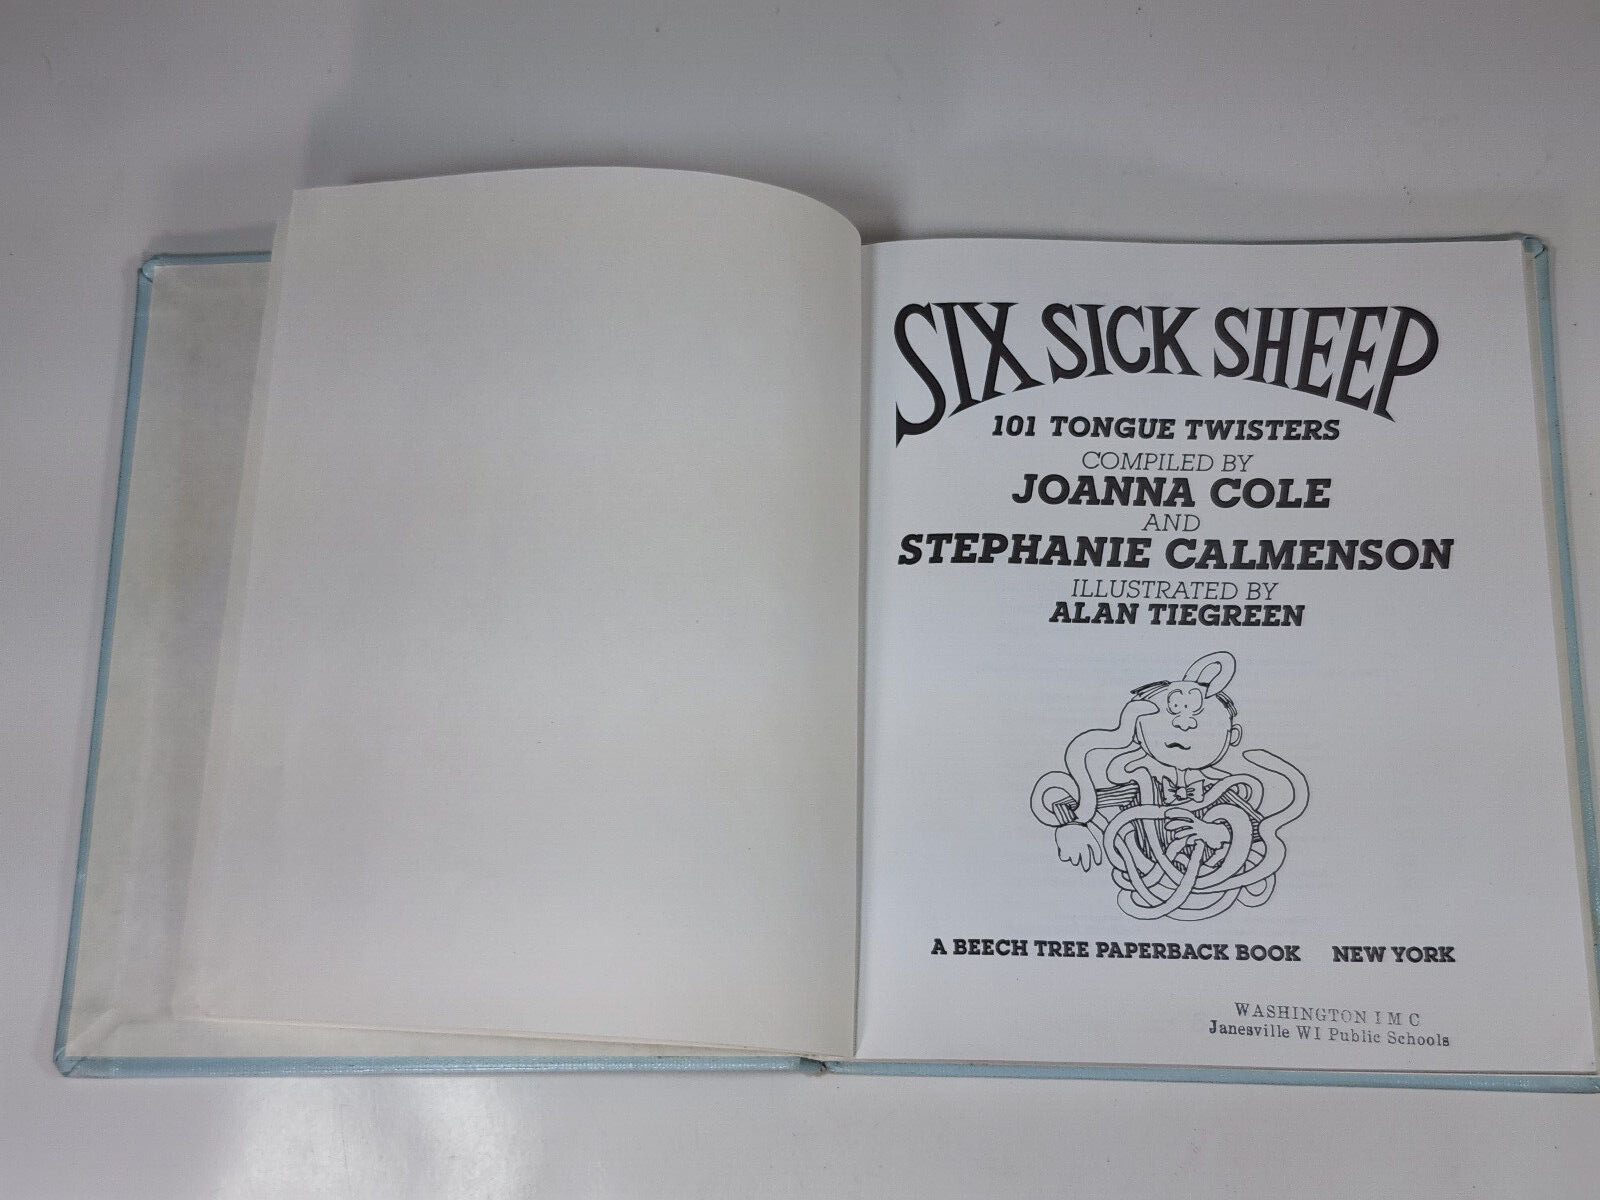 SIX SICK SHEEP
101 TONGUE TWISTERS
COMPILED BY
JOANNA COLE
AND
STEPHANIE CALMENSON
ILLUSTRATED BY
ALAN TIEGREEN
A BEECH TREE PAPERBACK BOOK NEW YORK
WASHINGTON I M C
Janesville WI Public Schools